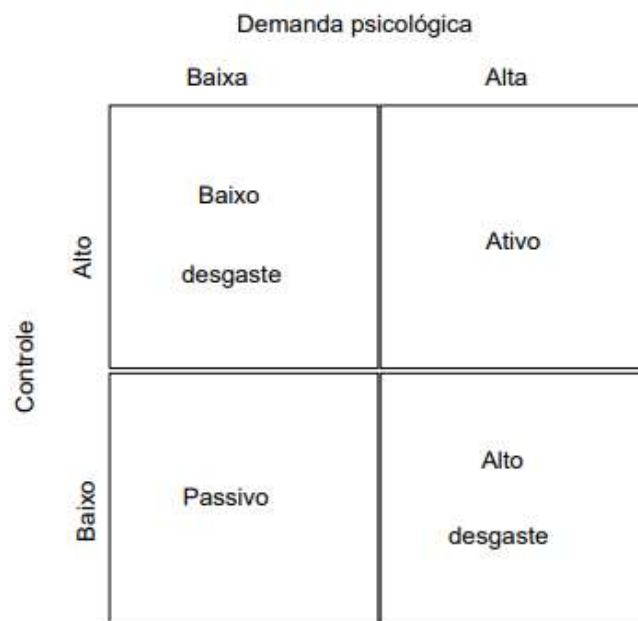 Demanda psicológica
Baixa
Alta
Alto
Baixo
desgaste
Ativo
Controle
Baixo
Passivo
Alto
desgaste